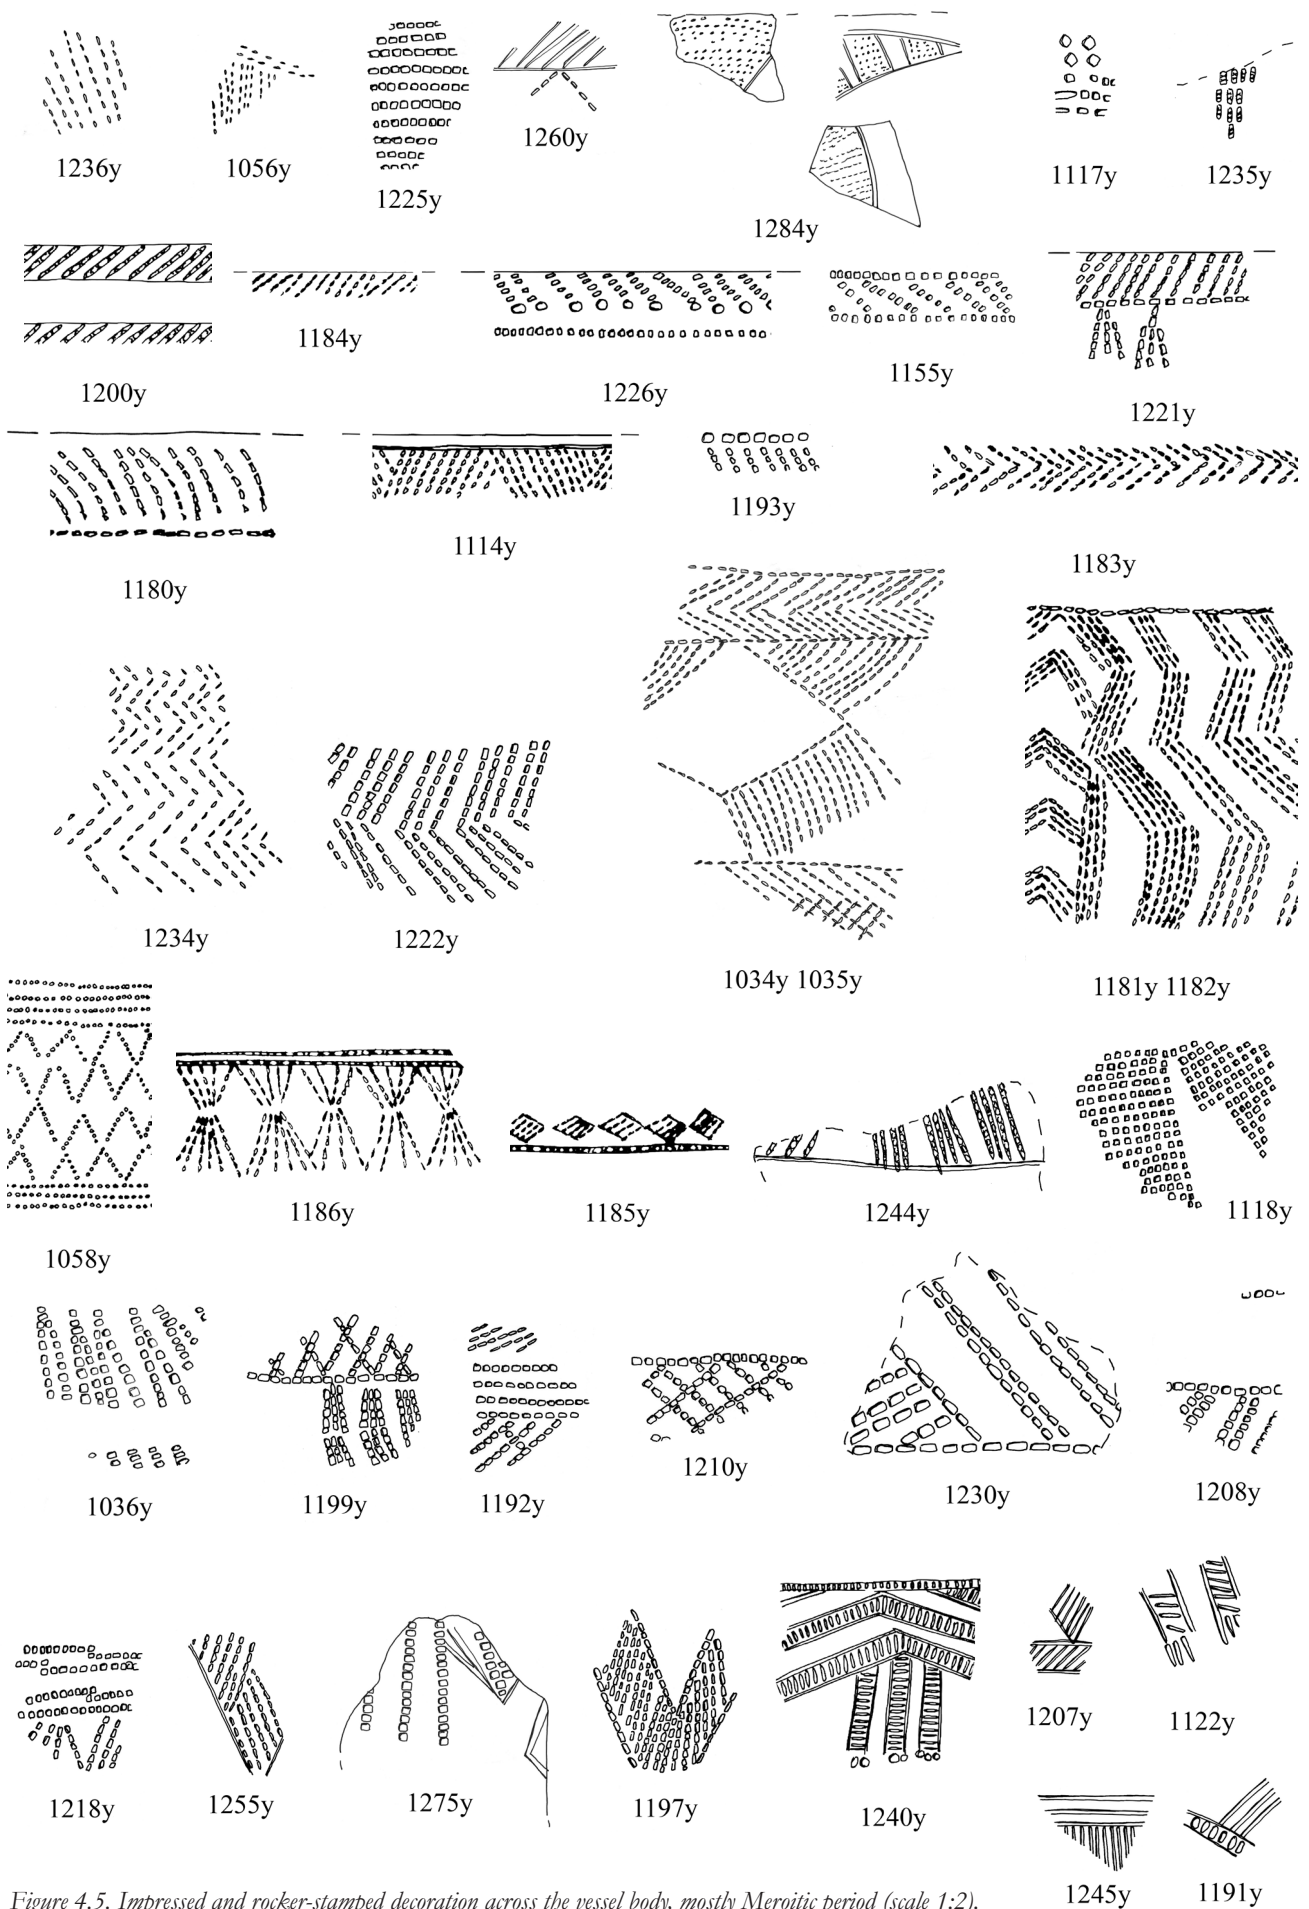 1236y
1056y
1225y
1260y
1284y
1117y
1235y
1200y
1184y
1226y
1155y
1221y
1180y
1114y
1193y
1183y
1234y
1222y
1034y 1035y
1181y 1182y
1058y
1186y
1185y
1244y
1118y
1036y
1199y
1192y
1210y
1230y
1208y
1218y
1255y
1275y
1197y
1240y
1207y
1122y
1245y
1191y
Figure 4.5. Impressed and rocker-stamped decoration across the vessel body, mostly Meroitic period (scale 1:2).